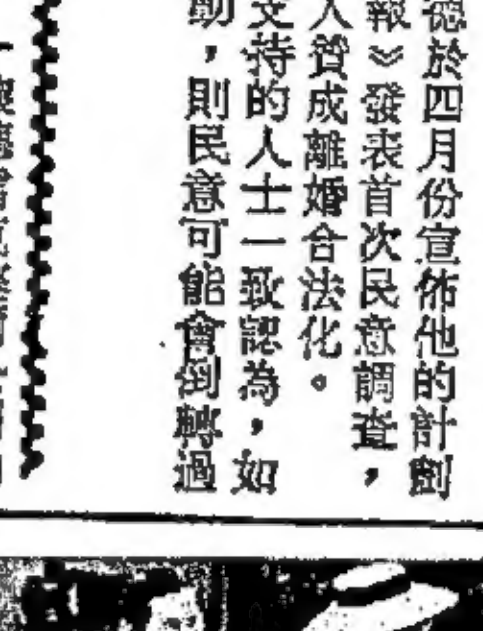 德於四月份宣佈他的計劃
報》發表首次民意調查，
人贊成離婚合法化。
支持的人士一致認為，如
動，則民意可能會倒轉過